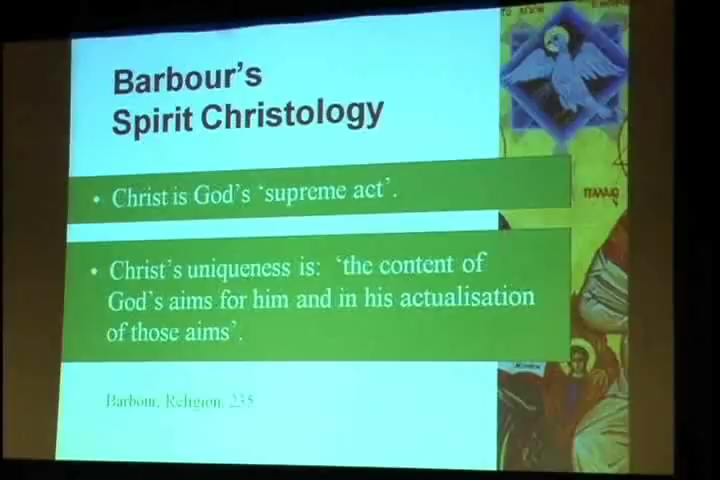 Barbour's
Spirit Christology
• Christ is God's 'supreme act'.
• Christ's uniqueness is: 'the content of
God's aims for him and in his actualisation
of those aims'.
Barbour, Religion, 235